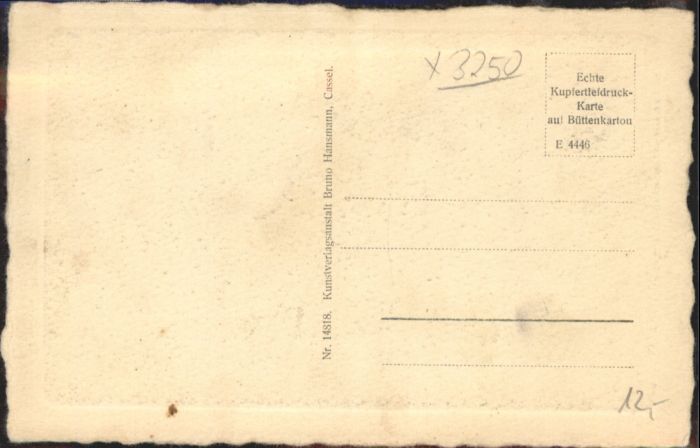 x 3250
Echte
Kupfertiefdruck-
Karte
auf Büttenkarton
E 4446
Nr. 14818. Kunstverlagsanstalt Bruno Hansmann, Cassel.
12,-